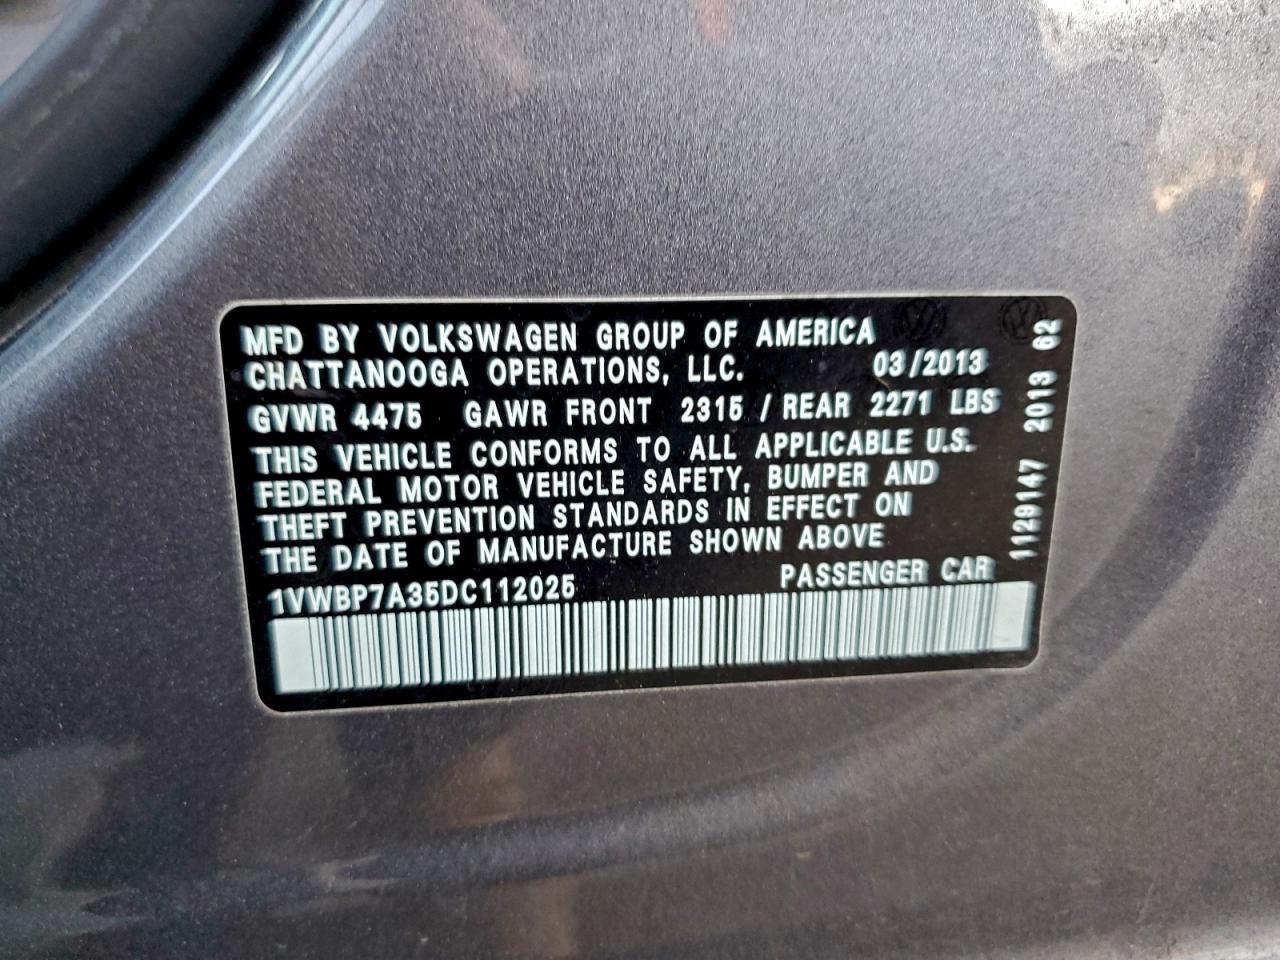 MFD BY VOLKSWAGEN GROUP OF AMERICA
CHATTANOOGA OPERATIONS, LLC. 03/2013
GVWR 4475 GAWR FRONT 2315 / REAR 2271 LBS
THIS VEHICLE CONFORMS TO ALL APPLICABLE U.S.
FEDERAL MOTOR VEHICLE SAFETY, BUMPER AND
THEFT PREVENTION STANDARDS IN EFFECT ON
THE DATE OF MANUFACTURE SHOWN ABOVE
1VWBP7A35DC112025 PASSENGER CAR
1129147 2013 62